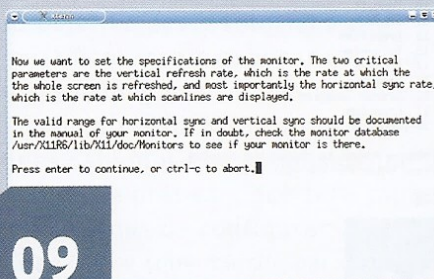 Now we want to set the specifications of the monitor. The two critical
parameters are the vertical refresh rate, which is the rate at which the
the whole screen is refreshed, and most importantly the horizontal sync rate,
which is the rate at which scanlines are displayed.
The valid range for horizontal sync and vertical sync should be documented
in the manual of your monitor. If in doubt, check the monitor database
/usr/X11R6/lib/X11/doc/Monitors to see if your monitor is there.
Press enter to continue, or ctrl-c to abort.
09